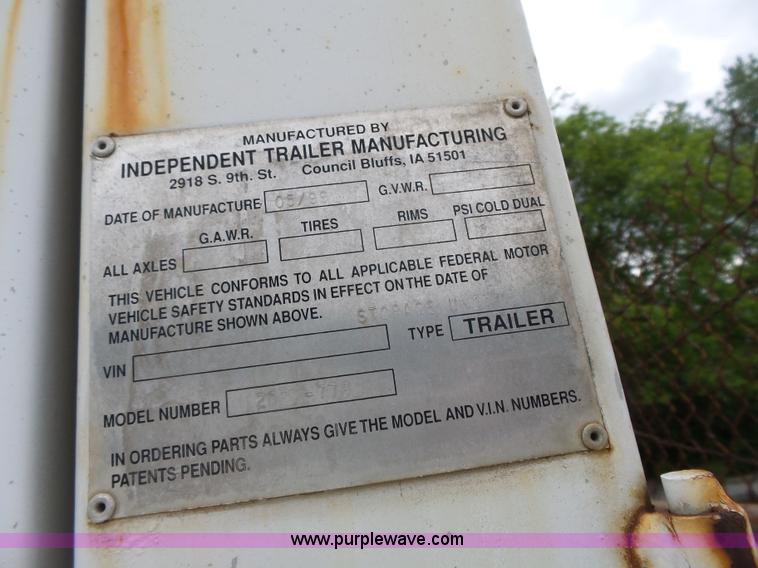 MANUFACTURED BY
INDEPENDENT TRAILER MANUFACTURING
2918 S. 9th. St. Council Bluffs, IA 51501
DATE OF MANUFACTURE G.V.W.R.
G.A.W.R. TIRES RIMS PSI COLD DUAL
ALL AXLES
THIS VEHICLE CONFORMS TO ALL APPLICABLE FEDERAL MOTOR
VEHICLE SAFETY STANDARDS IN EFFECT ON THE DATE OF
MANUFACTURE SHOWN ABOVE.
VIN TYPE TRAILER
MODEL NUMBER
IN ORDERING PARTS ALWAYS GIVE THE MODEL AND V.I.N. NUMBERS.
PATENTS PENDING.
www.purplewave.com